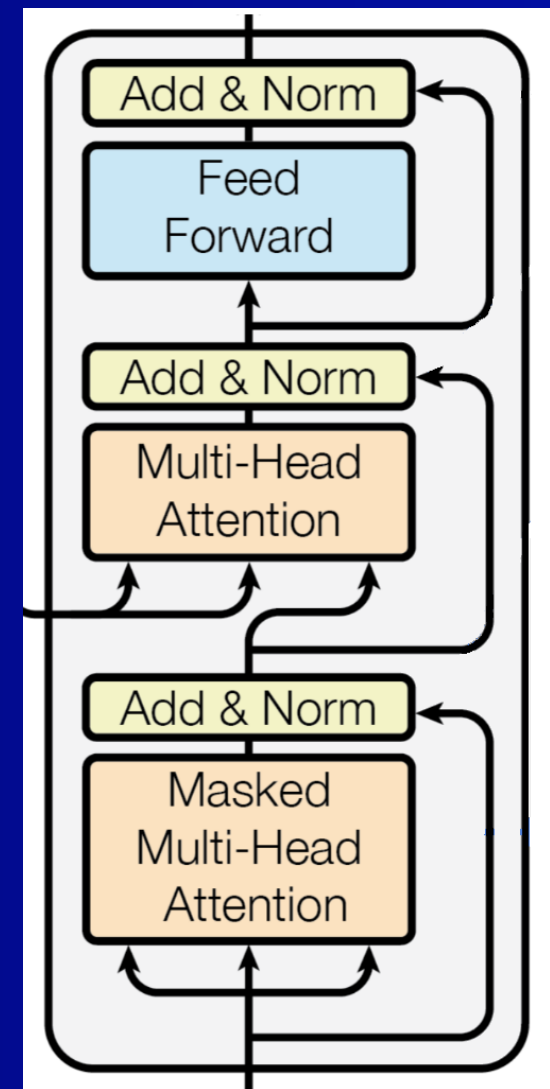 Add & Norm
Feed
Forward
Add & Norm
Multi-Head
Attention
Add & Norm
Masked
Multi-Head
Attention